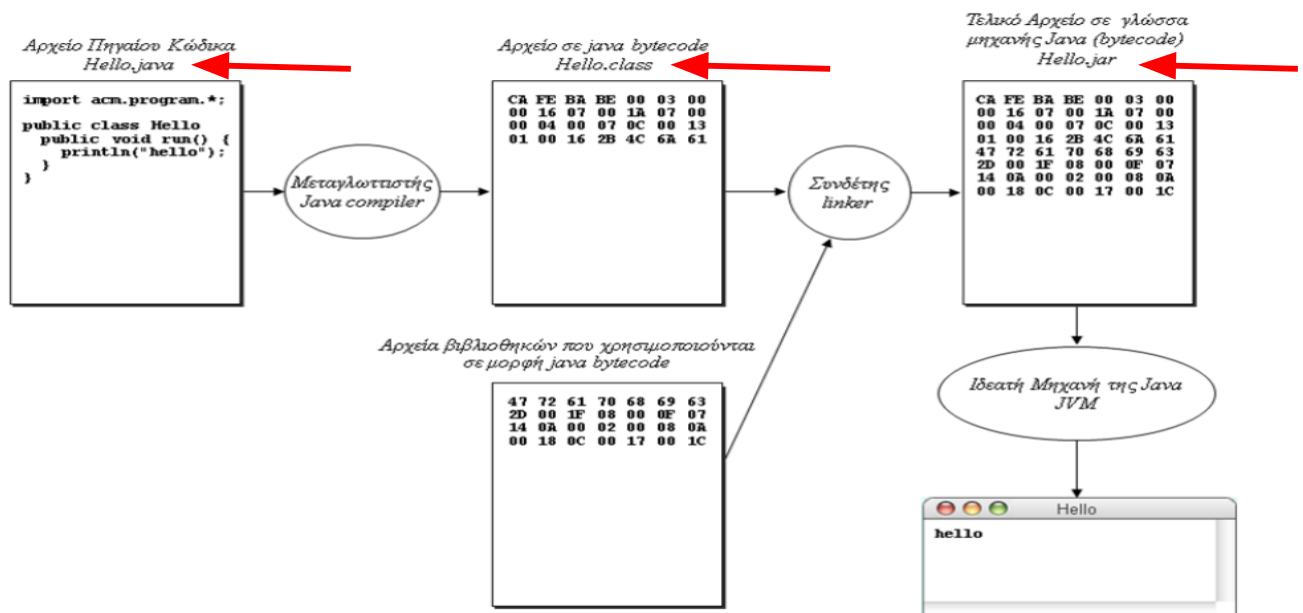 Αρχείο Πηγαίου Κώδικα
Hello.java
import acm.program.*;
public class Hello
public void run() {
println("hello");
}
}
Μεταγλωττιστής
Java compiler
Αρχείο σε java bytecode
Hello.class
CA FE BA BE 00 03 00
00 16 07 00 1A 07 00
00 04 00 07 0C 00 13
01 00 16 2B 4C 6A 61
Αρχεία βιβλιοθηκών που χρησιμοποιούνται
σε μορφή java bytecode
47 72 61 70 68 69 63
2D 00 1F 08 00 0F 07
14 0A 00 02 00 08 0A
00 18 0C 00 17 00 1C
Συνδέτης
linker
Τελικό Αρχείο σε γλώσσα
μηχανής Java (bytecode)
Hello.jar
CA FE BA BE 00 03 00
00 16 07 00 1A 07 00
00 04 00 07 0C 00 13
01 00 16 2B 4C 6A 61
47 72 61 70 68 69 63
2D 00 1F 08 00 0F 07
14 0A 00 02 00 08 0A
00 18 0C 00 17 00 1C
Ιδεατή Μηχανή της Java
JVM
Hello
hello